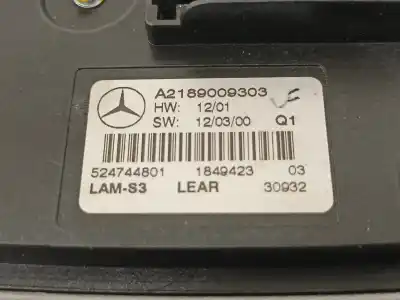 A2189009303
HW: 12/01
SW: 12/03/00 Q1
524744801 1849423 03
LAM-S3 LEAR 30932